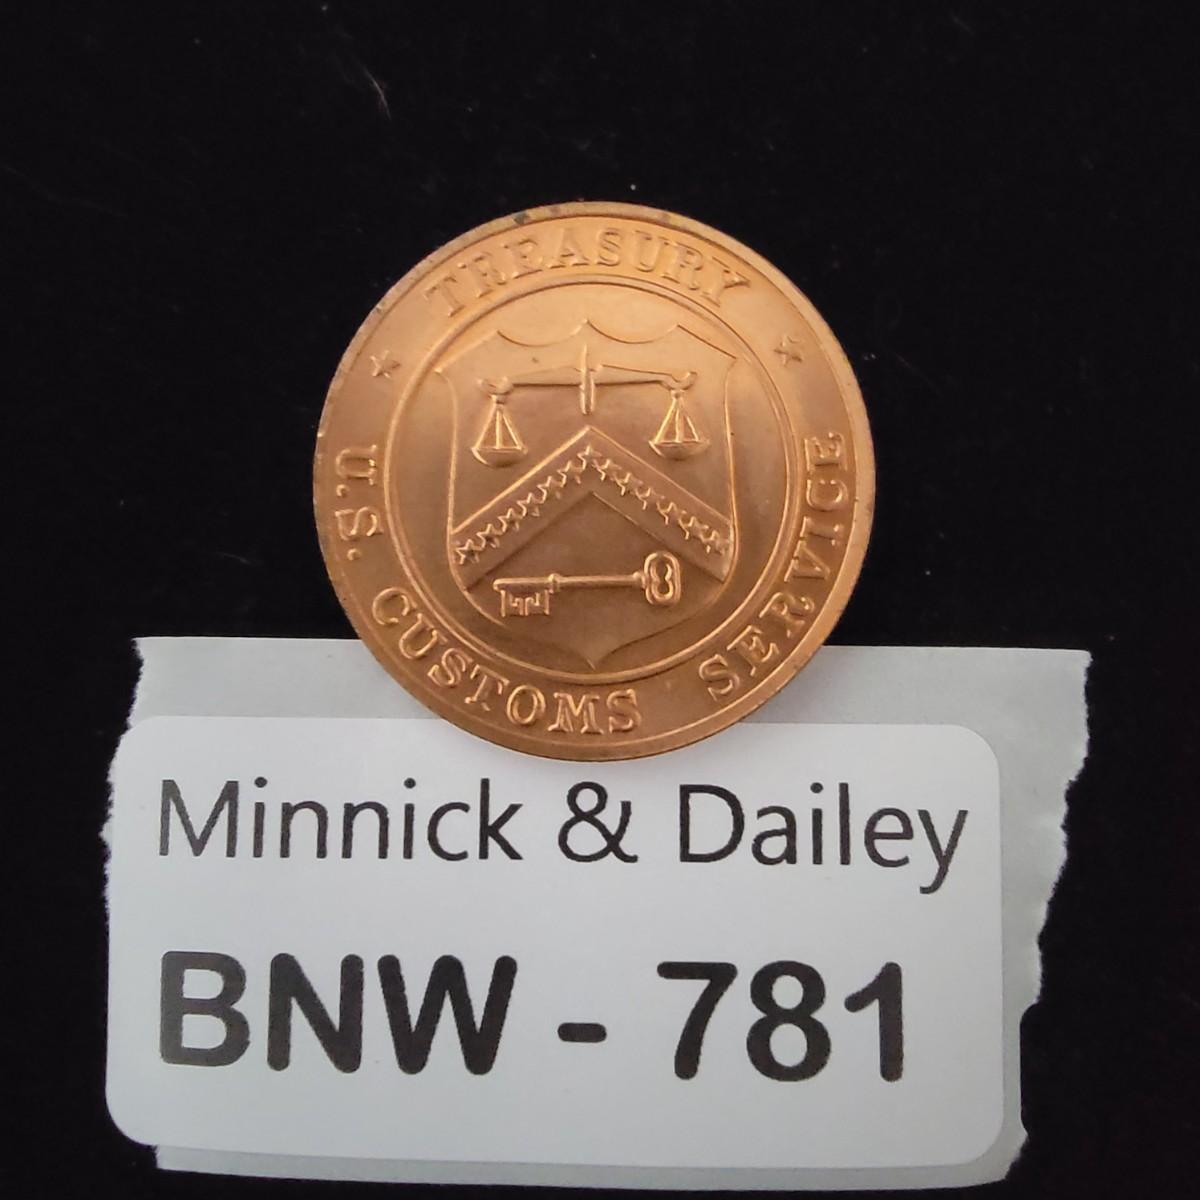 TREASURY
U.S. CUSTOMS SERVICE
Minnick & Dailey
BNW - 781